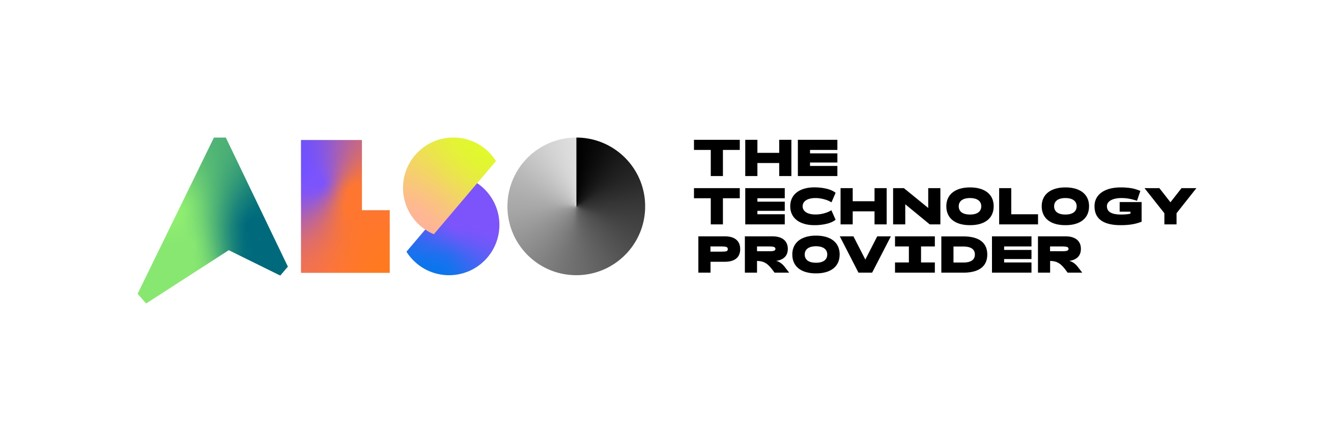 ALSO
THE
TECHNOLOGY
PROVIDER